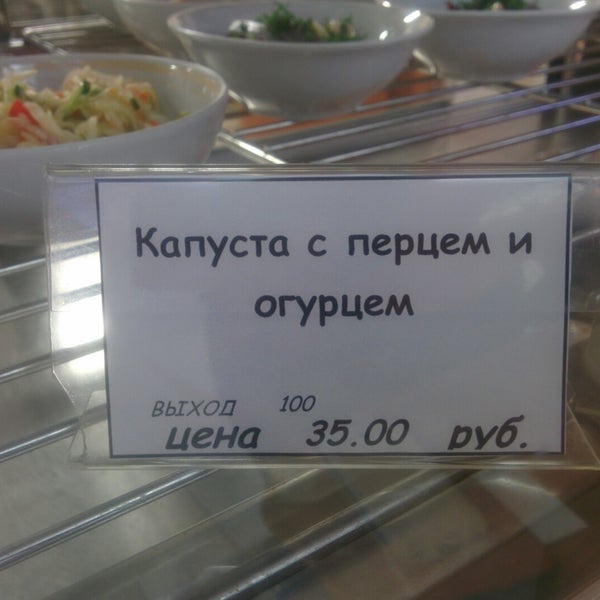 Капуста с перцем и
огурцем
ВЫХОД 100
цена 35.00 руб.